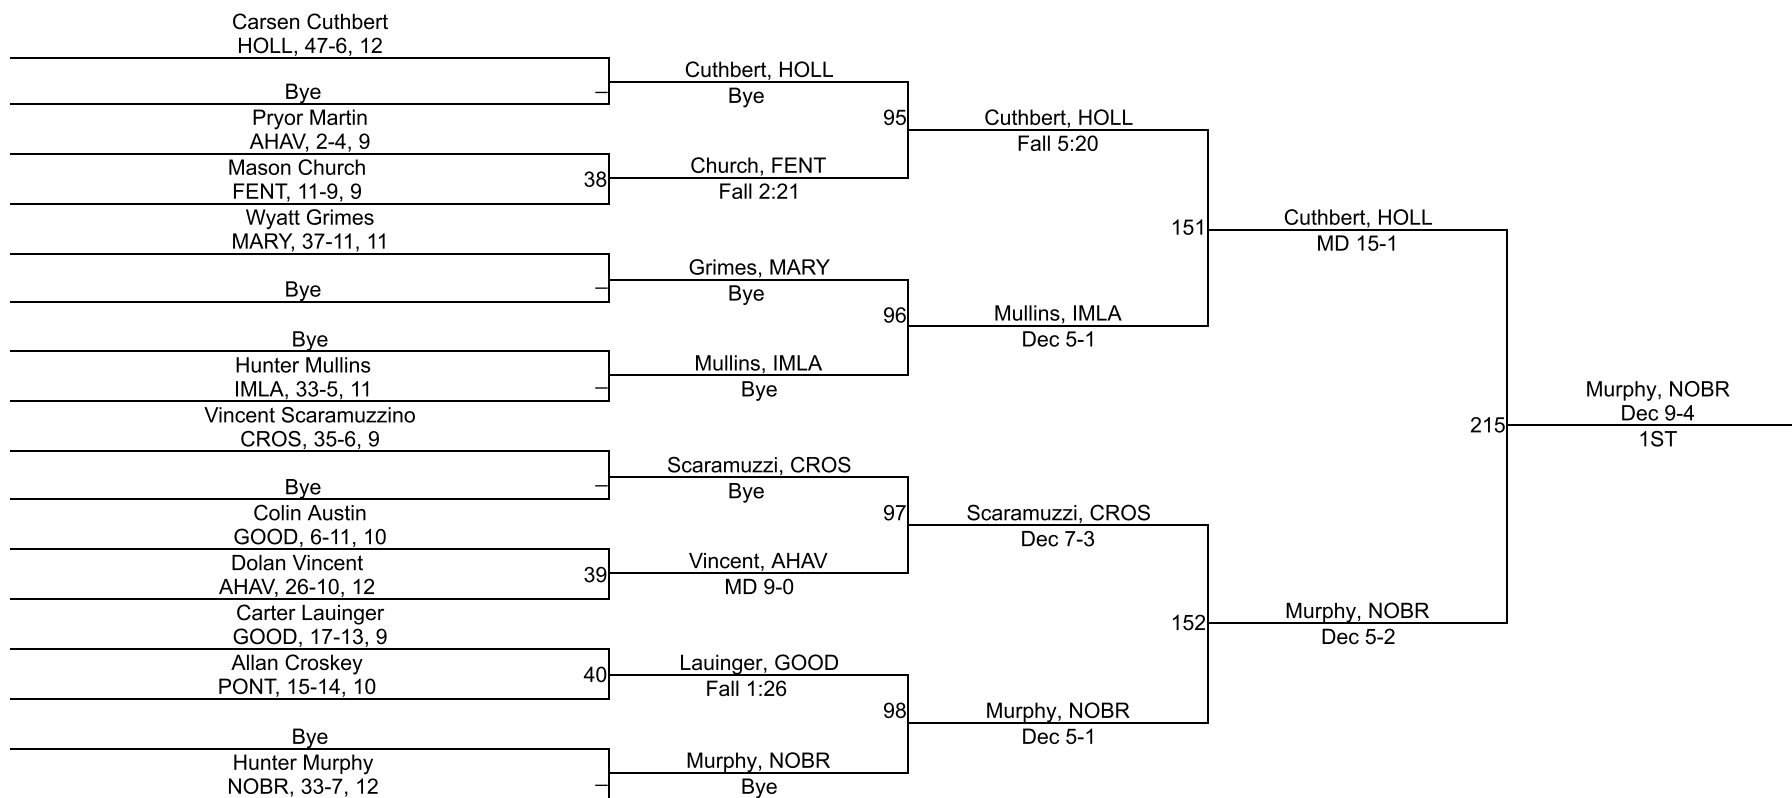 Carsen Cuthbert
HOLL, 47-6, 12
Bye
Pryor Martin
AHAV, 2-4, 9
Mason Church
FENT, 11-9, 9
38
Wyatt Grimes
MARY, 37-11, 11
Bye
Bye
Hunter Mullins
IMLA, 33-5, 11
Vincent Scaramuzzino
CROS, 35-6, 9
Bye
Colin Austin
GOOD, 6-11, 10
Dolan Vincent
AHAV, 26-10, 12
39
Carter Lauinger
GOOD, 17-13, 9
Allan Croskey
PONT, 15-14, 10
40
Bye
Hunter Murphy
NOBR, 33-7, 12
Cuthbert, HOLL
Bye
95
Church, FENT
Fall 2:21
Grimes, MARY
Bye
96
Mullins, IMLA
Bye
Scaramuzzi, CROS
Bye
97
Vincent, AHAV
MD 9-0
Lauinger, GOOD
Fall 1:26
98
Murphy, NOBR
Bye
Cuthbert, HOLL
Fall 5:20
151
Mullins, IMLA
Dec 5-1
Scaramuzzi, CROS
Dec 7-3
152
Murphy, NOBR
Dec 5-1
Cuthbert, HOLL
MD 15-1
215
Murphy, NOBR
Dec 5-2
Murphy, NOBR
Dec 9-4
1ST